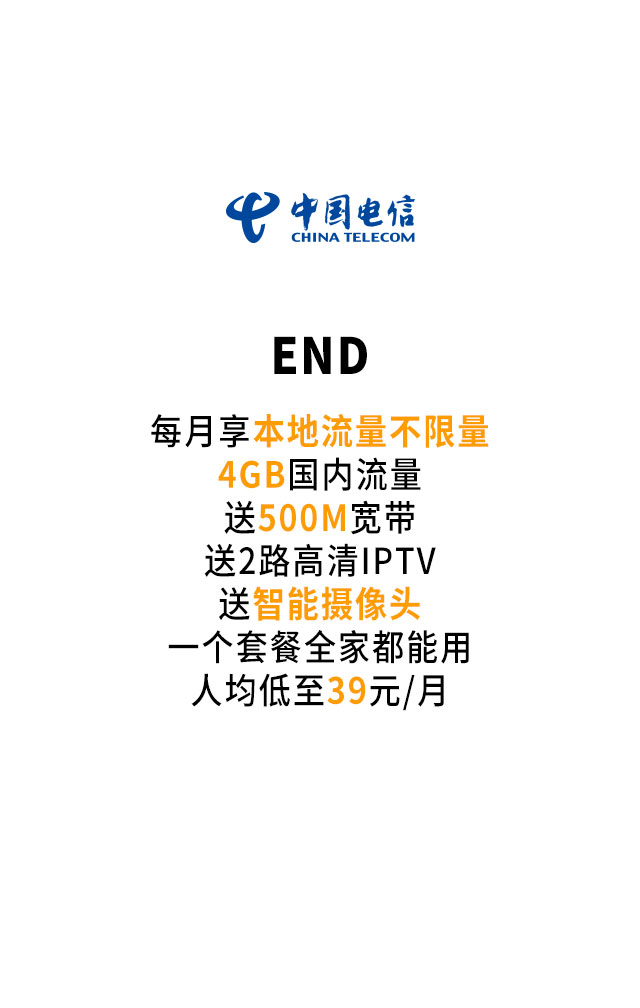 中国电信
CHINA TELECOM
END
每月享本地流量不限量
4GB国内流量
送500M宽带
送2路高清IPTV
送智能摄像头
一个套餐全家都能用
人均低至39元/月